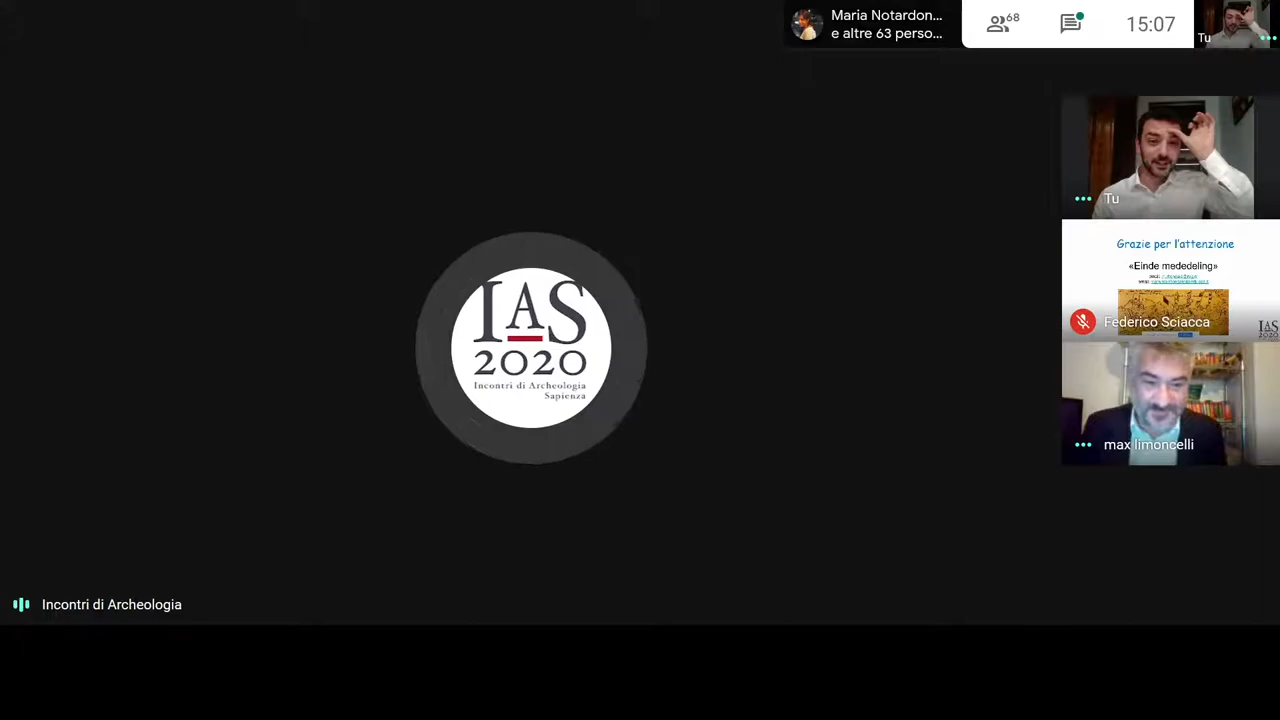 Maria Notardon...
e altre 63 perso...
68
15:07
Tu
Tu
Grazie per l'attenzione
«Einde mededeling»
Federico Sciacca
IAS
max limoncelli
IAS
2020
Incontri di Archeologia
Sapienza
Incontri di Archeologia